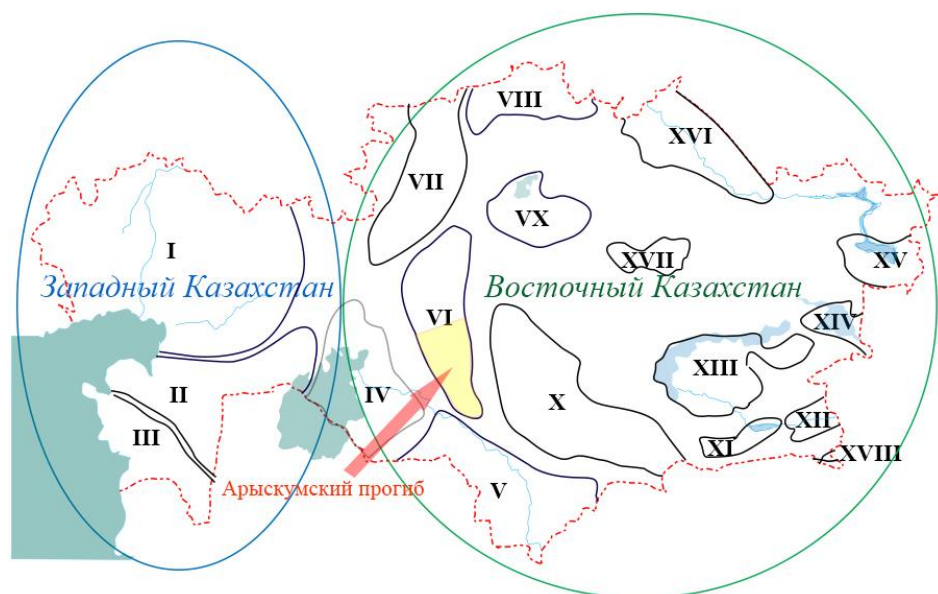 VIII
XVI
VII
VX
I
XVII
XV
Западный Казахстан
Восточный Казахстан
VI
XIV
II
XIII
IV
X
III
XII
XI
XVIII
Арыскумский прогиб
V